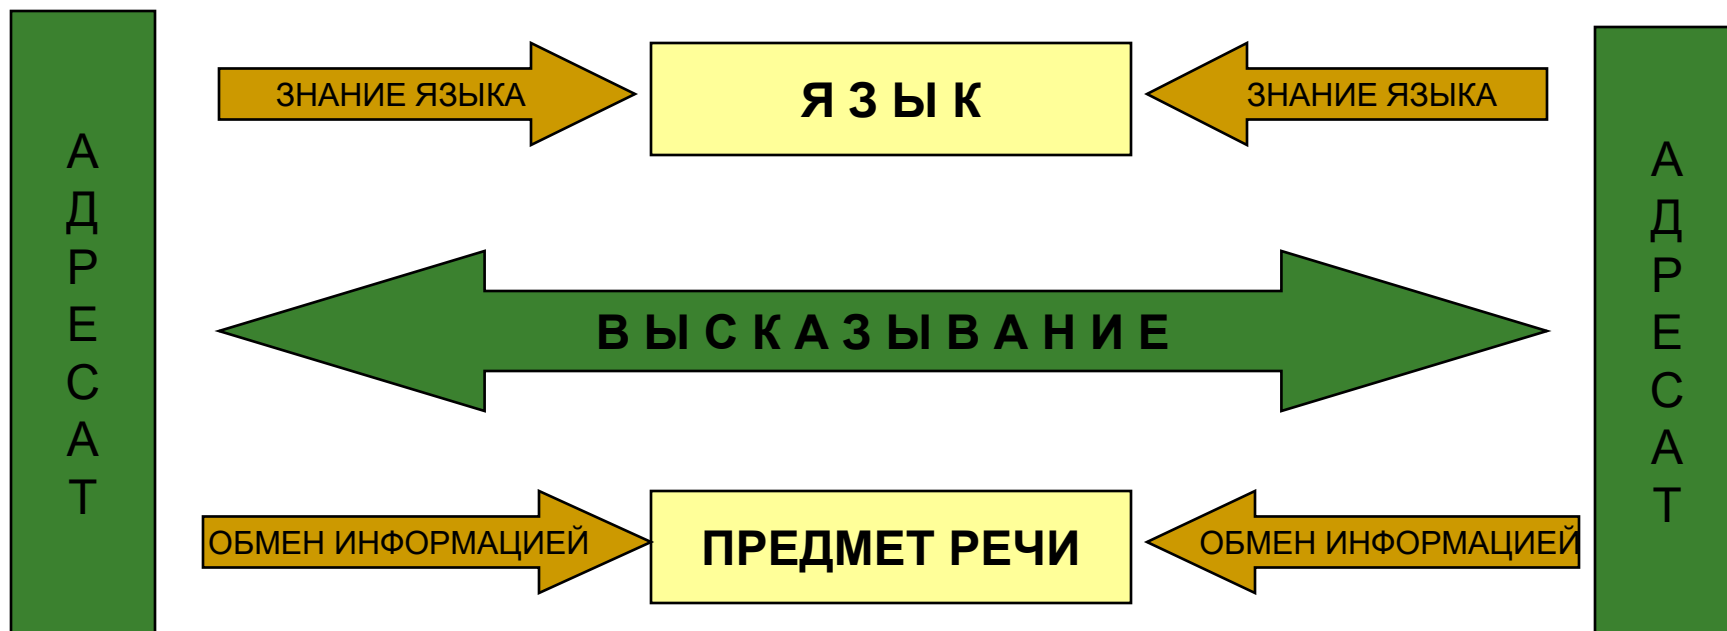 АДРЕСАТ
ЗНАНИЕ ЯЗЫКА
Я З Ы К
ЗНАНИЕ ЯЗЫКА
В Ы С К А З Ы В А Н И Е
ОБМЕН ИНФОРМАЦИЕЙ
ПРЕДМЕТ РЕЧИ
ОБМЕН ИНФОРМАЦИЕЙ
АДРЕСАТ